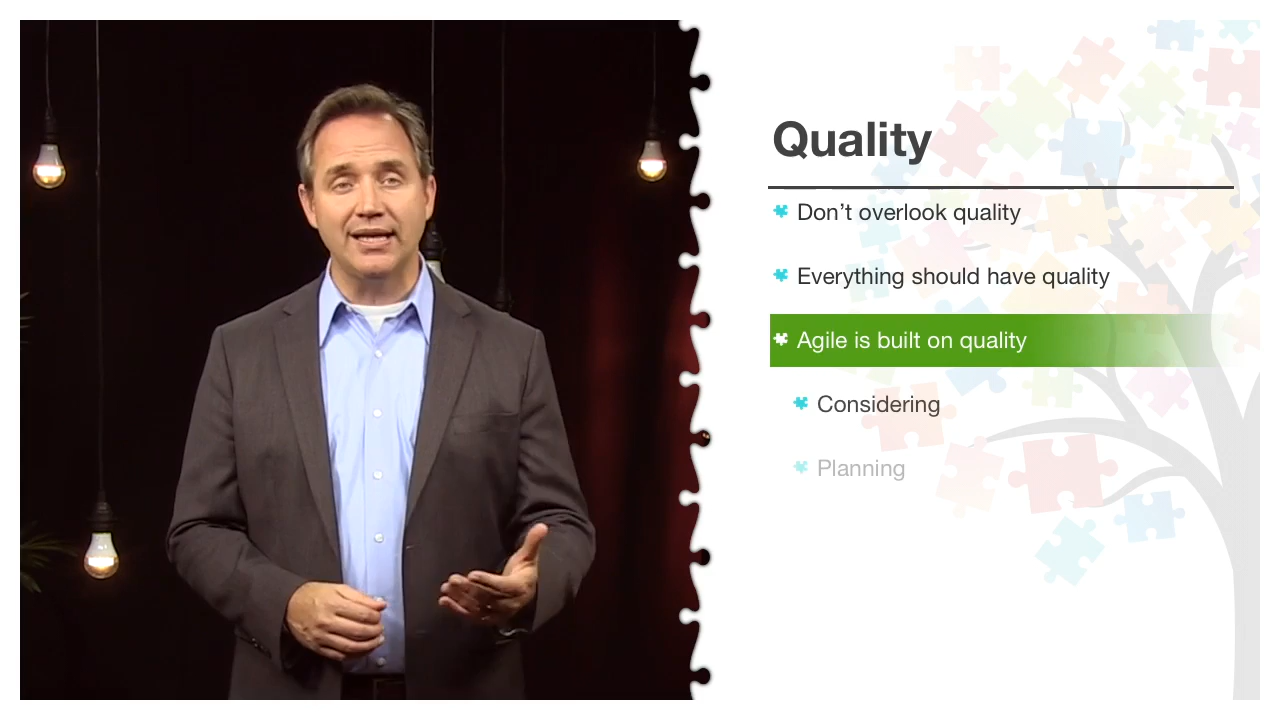 Quality
Don’t overlook quality
Everything should have quality
Agile is built on quality
Considering
Planning